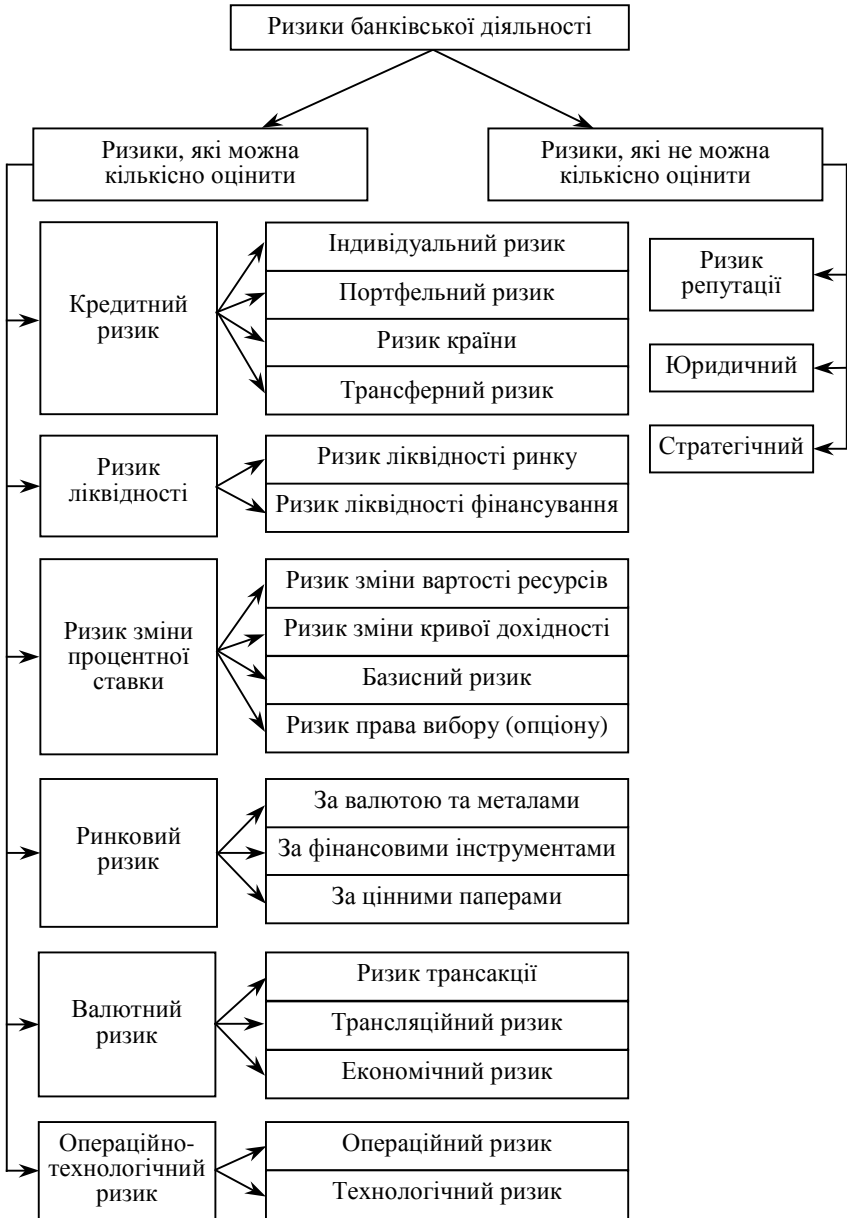 Ризики банківської діяльності
Ризики, які можна
кількісно оцінити
Ризики, які не можна
кількісно оцінити
Кредитний
ризик
Індивідуальний ризик
Портфельний ризик
Ризик країни
Трансферний ризик
Ризик
репутації
Юридичний
Стратегічний
Ризик
ліквідності
Ризик ліквідності ринку
Ризик ліквідності фінансування
Ризик зміни
процентної
ставки
Ризик зміни вартості ресурсів
Ризик зміни кривої дохідності
Базисний ризик
Ризик права вибору (опціону)
Ринковий
ризик
За валютою та металами
За фінансовими інструментами
За цінними паперами
Валютний
ризик
Ризик трансакції
Трансляційний ризик
Економічний ризик
Операційно-
технологічний
ризик
Операційний ризик
Технологічний ризик